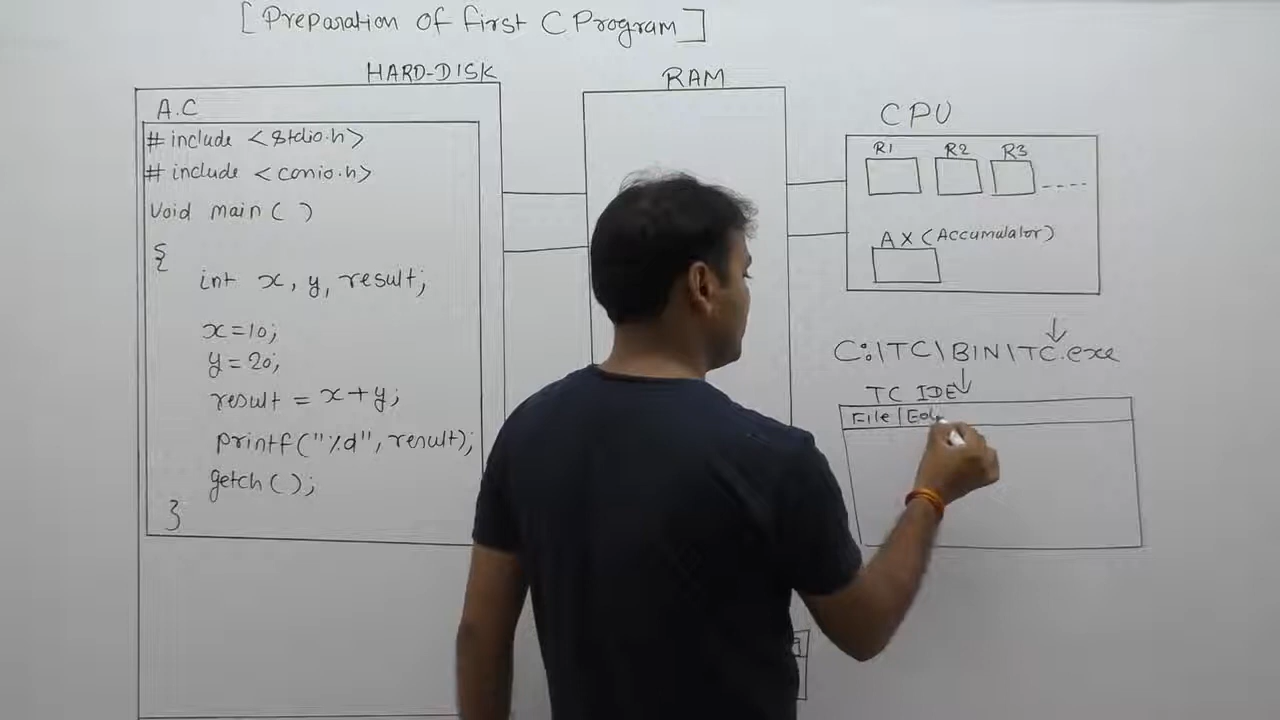 [Preparation of First C Program]
HARD-DISK
A.C
# include <stdio.h>
# include <conio.h>
Void main( )
{
int x, y, result;
x=10;
y=20;
result = x+y;
printf("%d", result);
getch( );
}
RAM
CPU
R1 R2 R3 ----
AX (Accumulator)
C:\TC\BIN\TC.exe
TC IDE
File | Ed